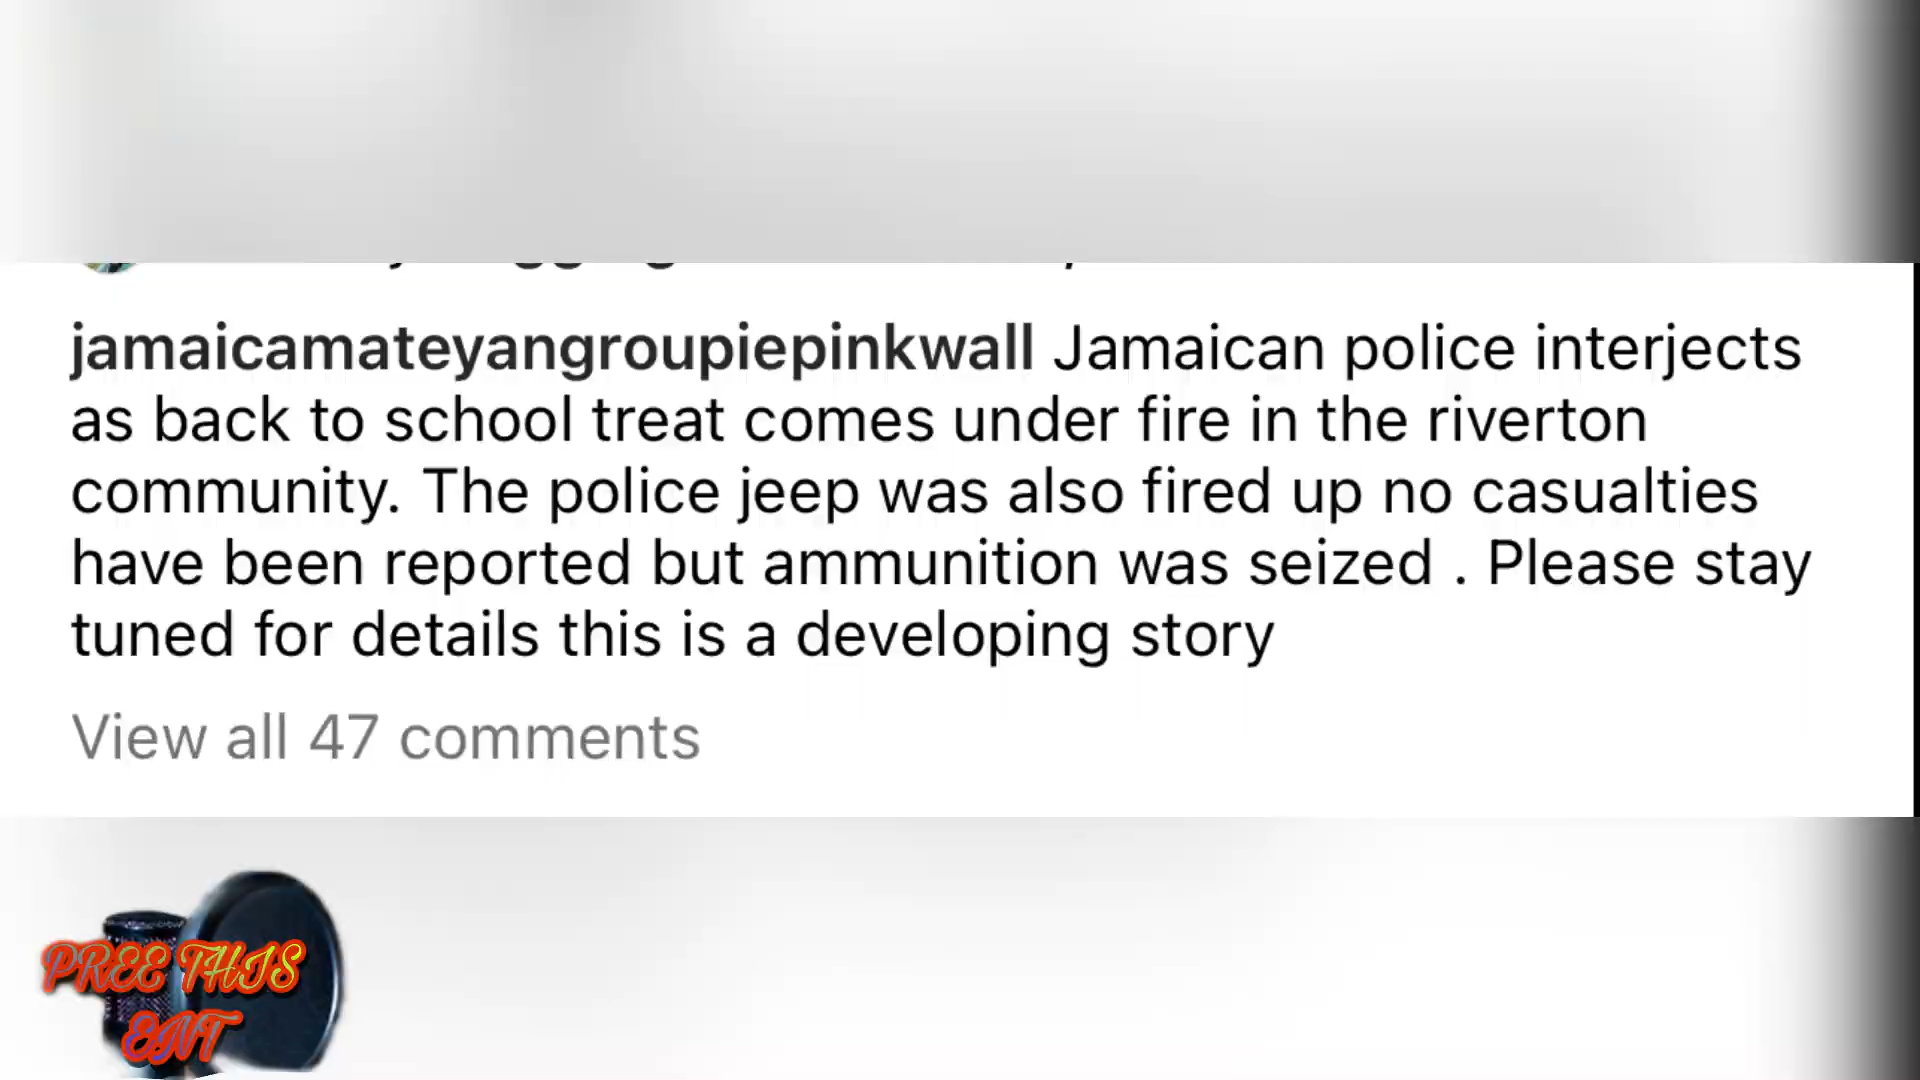 jamaicamateyangroupiepinkwall Jamaican police interjects
as back to school treat comes under fire in the riverton
community. The police jeep was also fired up no casualties
have been reported but ammunition was seized . Please stay
tuned for details this is a developing story
View all 47 comments
PREE THIS
ENT